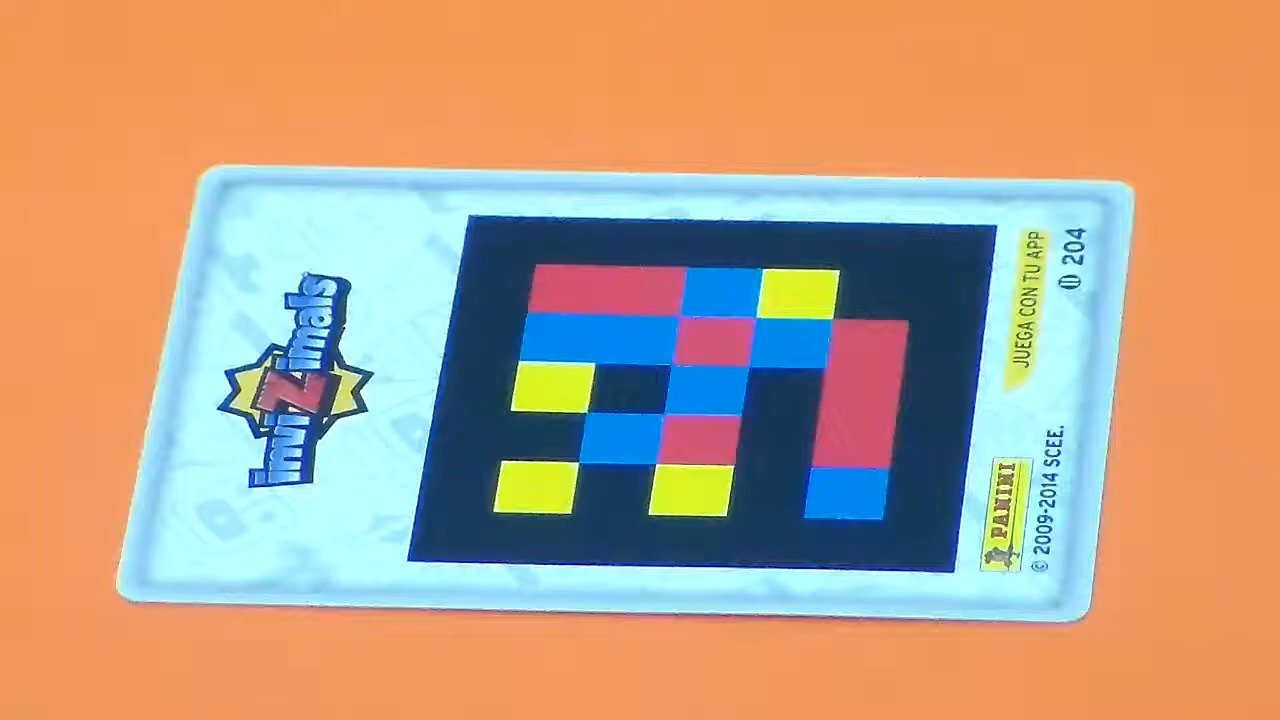 invizimals
JUEGA CON TU APP
204
PANINI
© 2009-2014 SCEE.